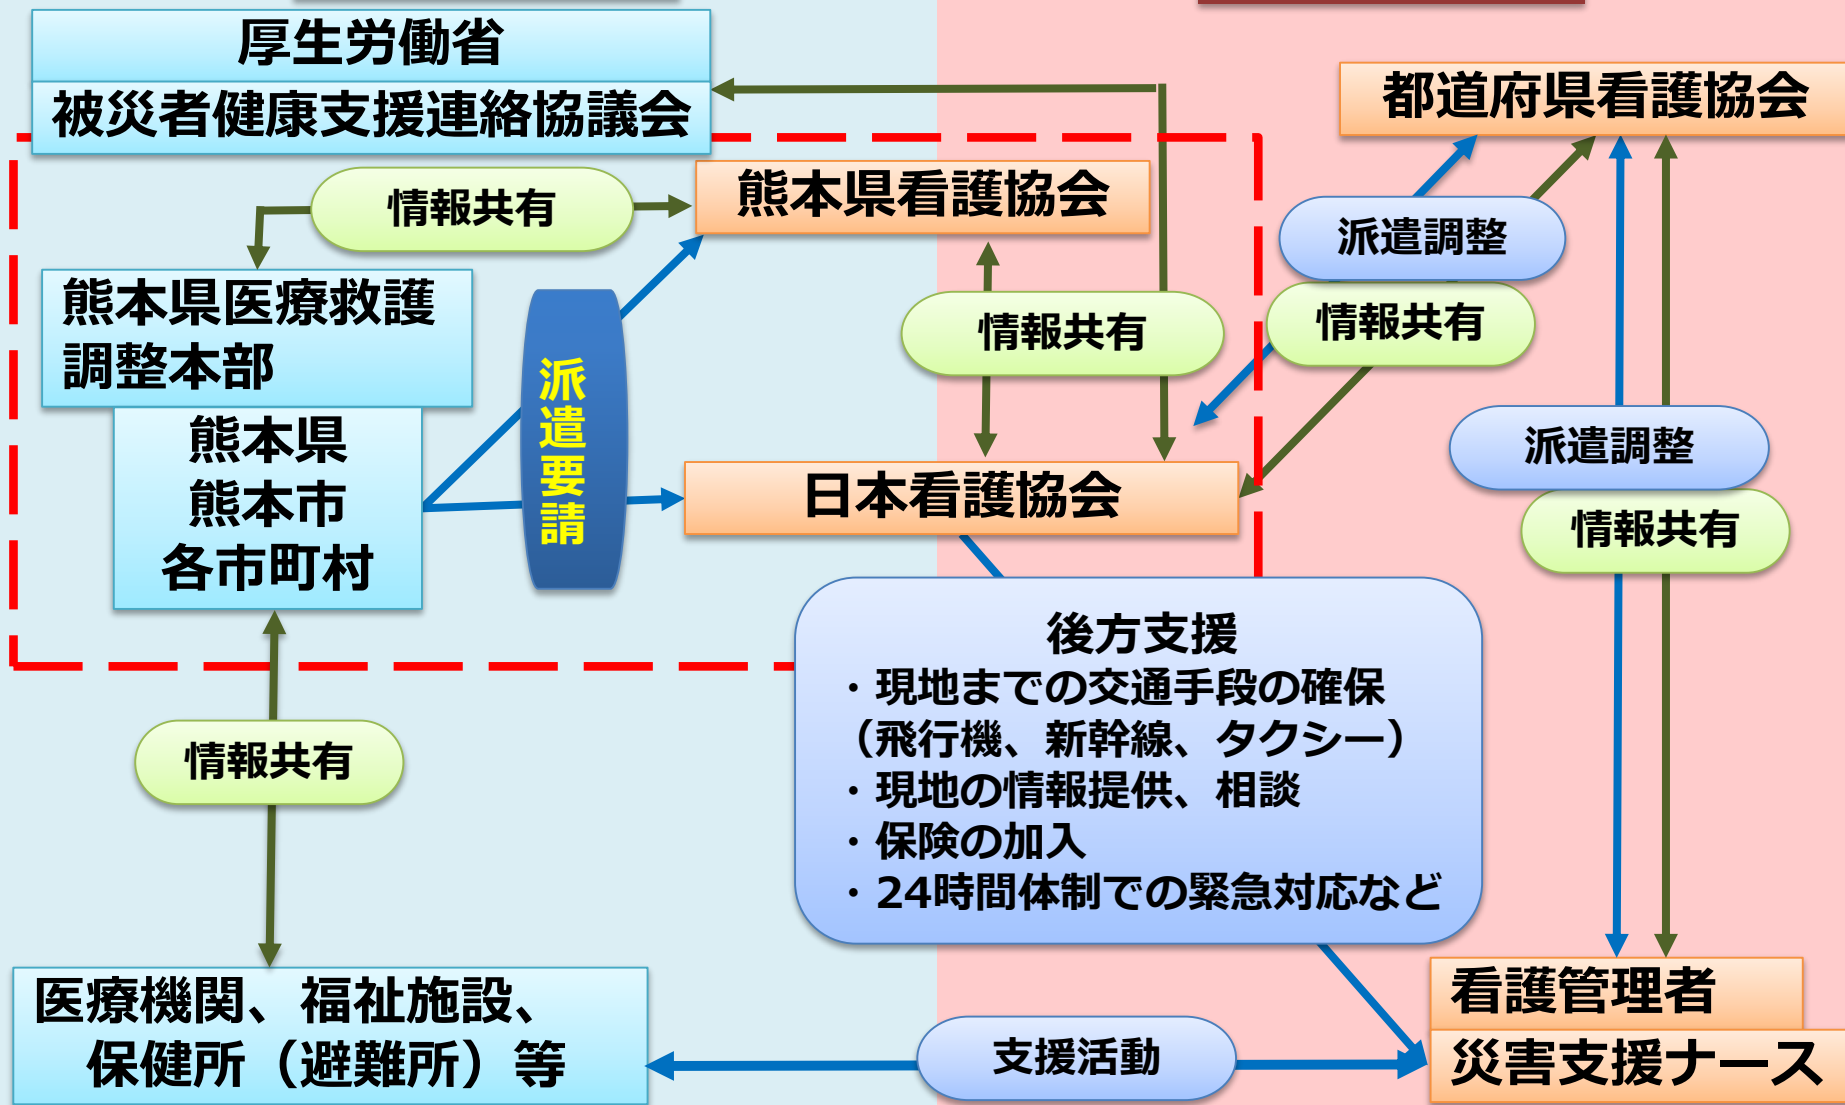 厚生労働省
被災者健康支援連絡協議会
都道府県看護協会
情報共有
熊本県看護協会
派遣調整
熊本県医療救護
調整本部
情報共有
情報共有
派遣要請
熊本県
熊本市
各市町村
日本看護協会
派遣調整
情報共有
後方支援
・現地までの交通手段の確保
（飛行機、新幹線、タクシー）
・現地の情報提供、相談
・保険の加入
・24時間体制での緊急対応など
情報共有
医療機関、福祉施設、
保健所（避難所）等
支援活動
看護管理者
災害支援ナース